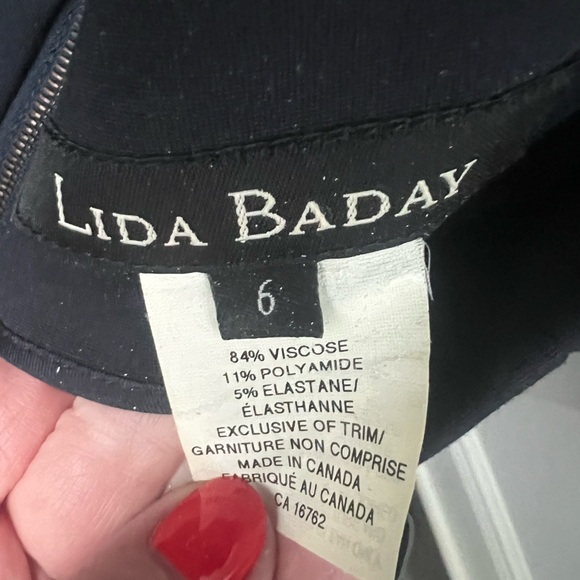 LIDA BADAY
6
84% VISCOSE
11% POLYAMIDE
5% ELASTANE/
ÉLASTHANNE
EXCLUSIVE OF TRIM/
GARNITURE NON COMPRISE
MADE IN CANADA
FABRIQUÉ AU CANADA
CA 16762